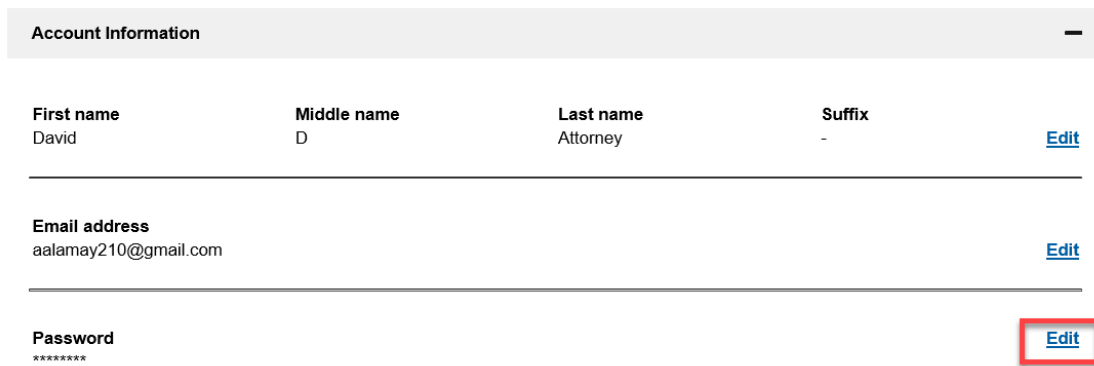 Account Information
First name Middle name Last name Suffix
David D Attorney - Edit
Email address
aalamay210@gmail.com Edit
Password Edit
********